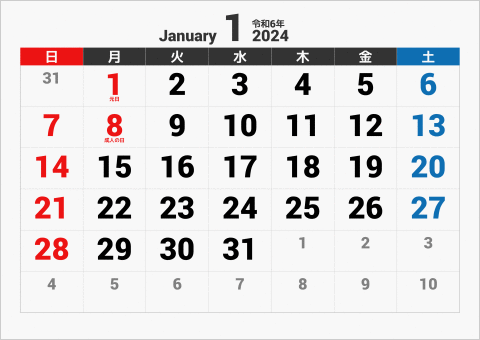 January 1 令和6年 2024
日 月 火 水 木 金 土
31 1 2 3 4 5 6
元日
7 8 9 10 11 12 13
成人の日
14 15 16 17 18 19 20
21 22 23 24 25 26 27
28 29 30 31 1 2 3
4 5 6 7 8 9 10